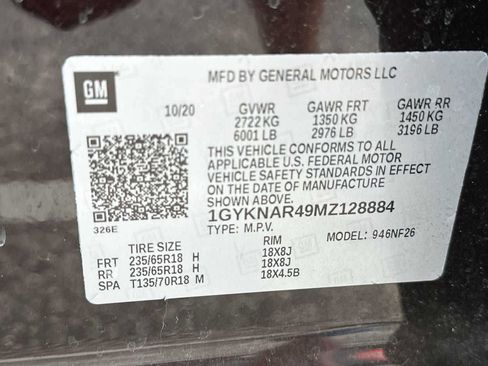 GM
MFD BY GENERAL MOTORS LLC
10/20 GVWR GAWR FRT GAWR RR
2722 KG 1350 KG 1450 KG
6001 LB 2976 LB 3196 LB
THIS VEHICLE CONFORMS TO ALL
APPLICABLE U.S. FEDERAL MOTOR
VEHICLE SAFETY STANDARDS IN EFFECT
ON THE DATE OF MANUFACTURE
SHOWN ABOVE.
1GYKNAR49MZ128884
326E TYPE: M.P.V. MODEL: 946NF26
TIRE SIZE RIM
FRT 235/65R18 H 18X8J
RR 235/65R18 H 18X8J
SPA T135/70R18 M 18X4.5B